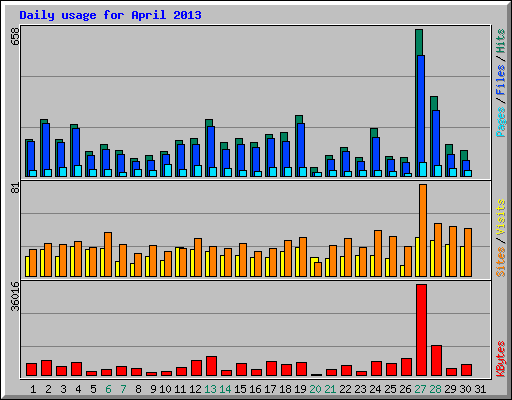 Daily usage for April 2013
658
Pages / Files / Hits
81
Sites / Visits
36016
KBytes
1 2 3 4 5 6 7 8 9 10 11 12 13 14 15 16 17 18 19 20 21 22 23 24 25 26 27 28 29 30 31